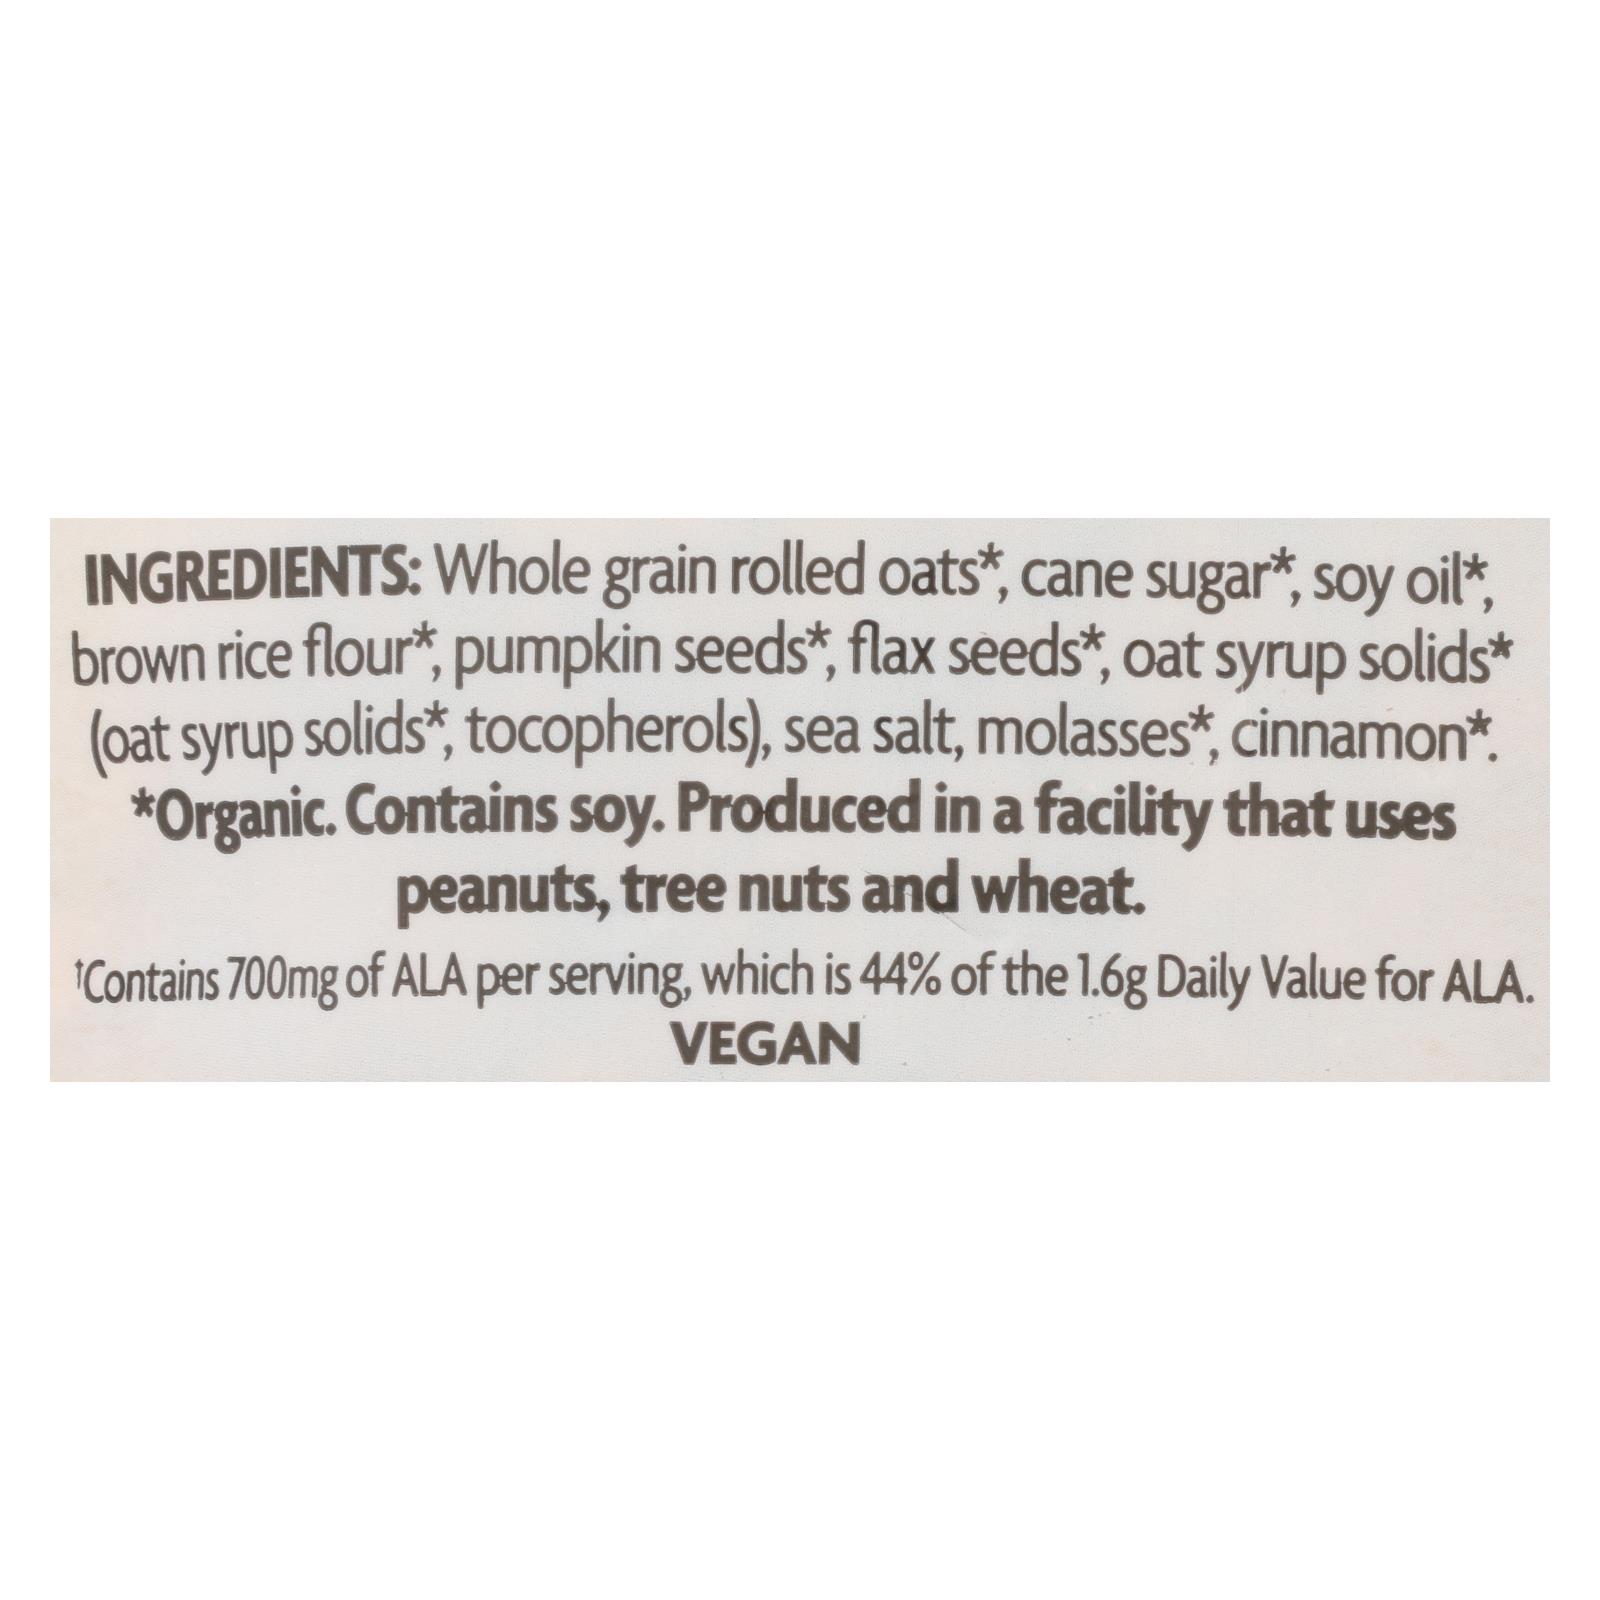 INGREDIENTS: Whole grain rolled oats*, cane sugar*, soy oil*,
brown rice flour*, pumpkin seeds*, flax seeds*, oat syrup solids*
(oat syrup solids*, tocopherols), sea salt, molasses*, cinnamon*.
*Organic. Contains soy. Produced in a facility that uses
peanuts, tree nuts and wheat.
†Contains 700mg of ALA per serving, which is 44% of the 1.6g Daily Value for ALA.
VEGAN